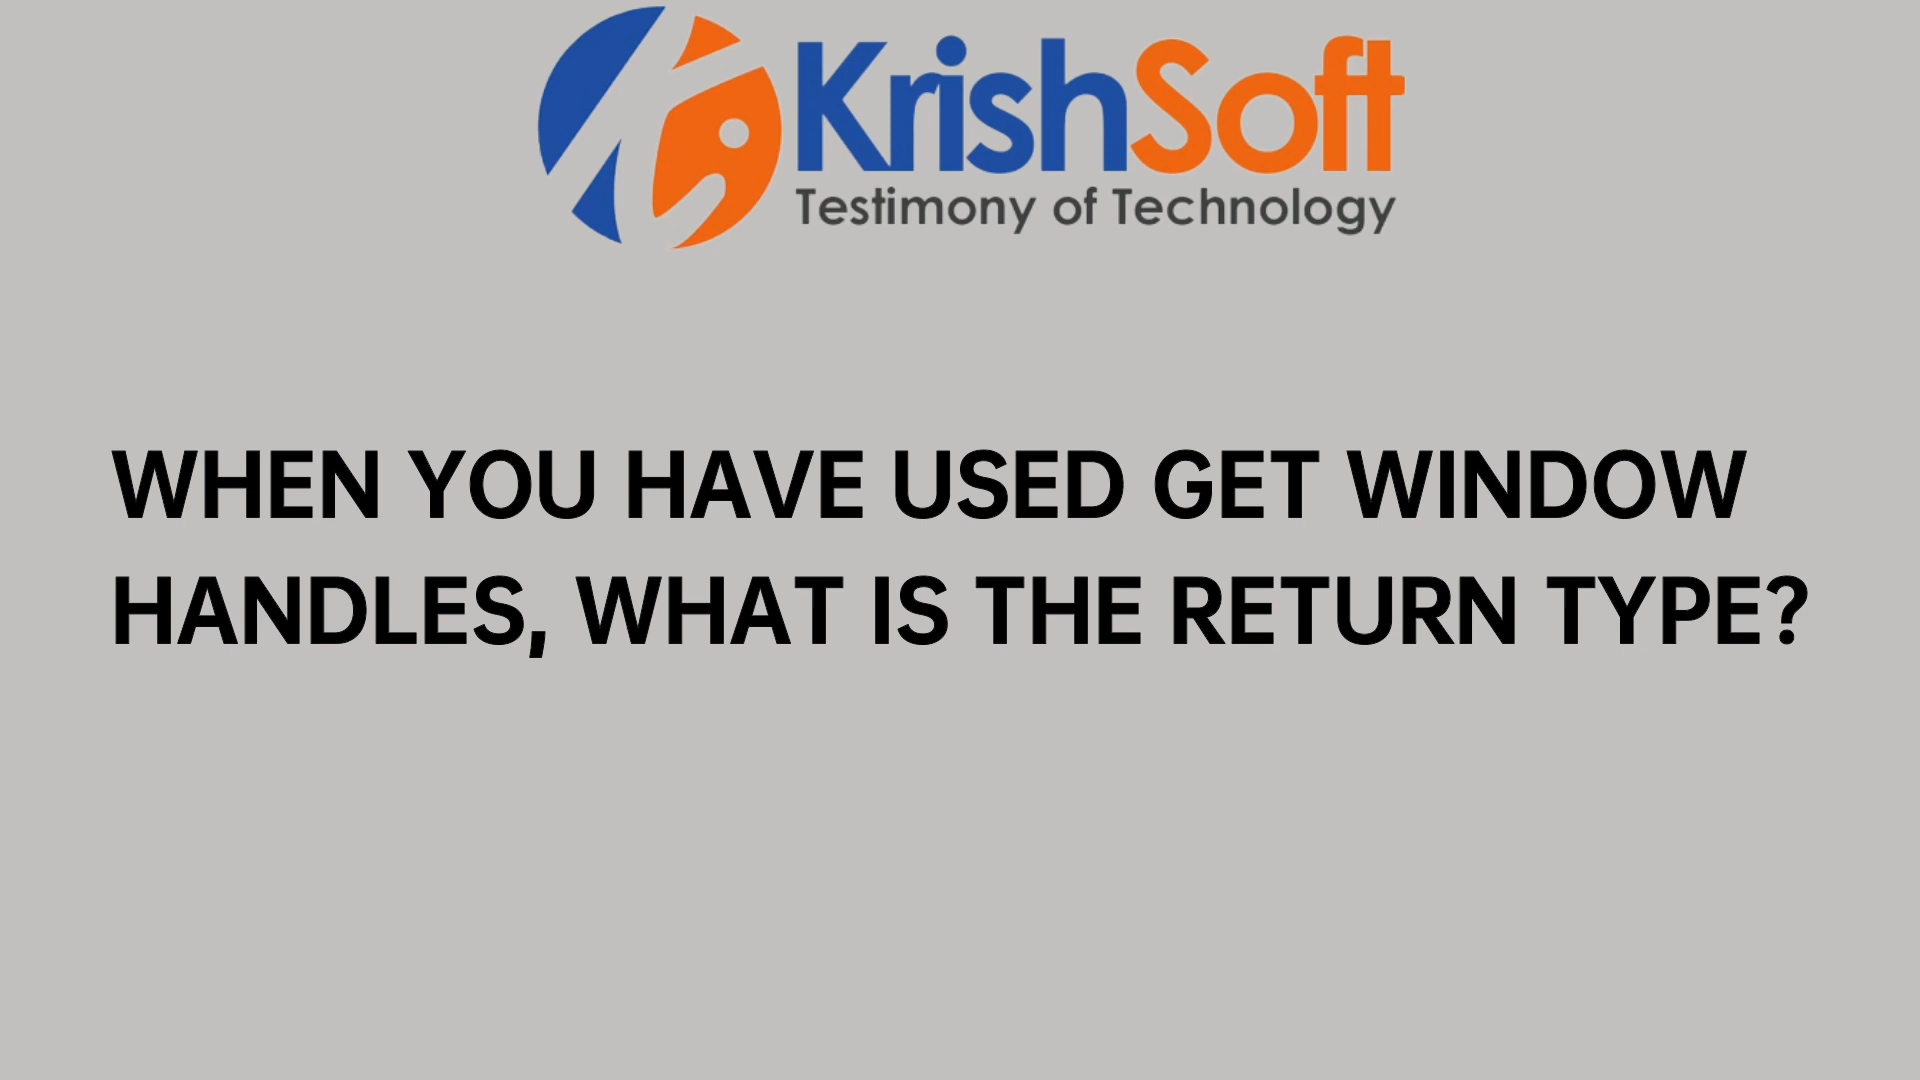 KrishSoft
Testimony of Technology
WHEN YOU HAVE USED GET WINDOW
HANDLES, WHAT IS THE RETURN TYPE?